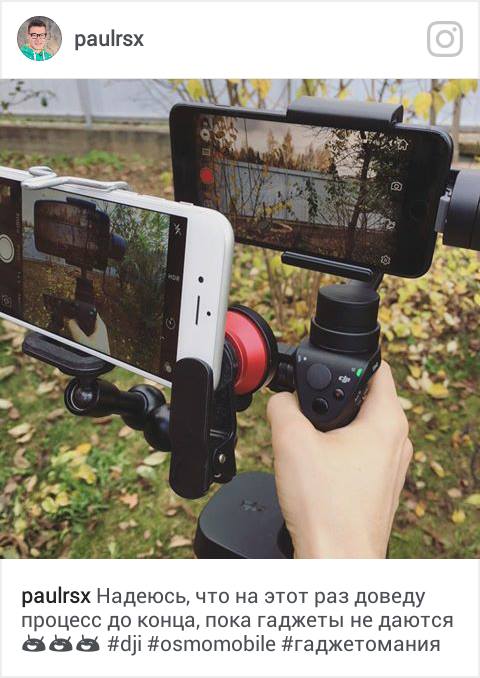 paulrsx
HDR
dji
paulrsx Надеюсь, что на этот раз доведу
процесс до конца, пока гаджеты не даются
#dji #osmomobile #гаджетомания